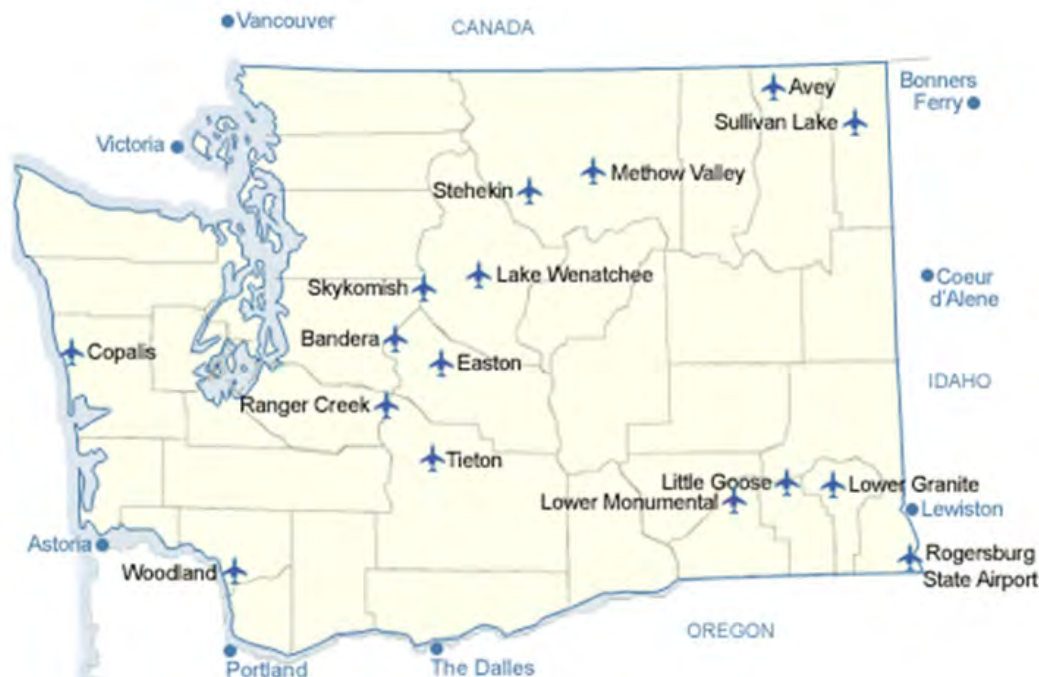 Vancouver
CANADA
Avey
Bonners
Ferry
Sullivan Lake
Victoria
Methow Valley
Stehekin
Lake Wenatchee
Skykomish
Coeur
d'Alene
Bandera
Copalis
Easton
IDAHO
Ranger Creek
Tieton
Little Goose
Lower Granite
Lower Monumental
Lewiston
Astoria
Rogersburg
State Airport
Woodland
OREGON
Portland
The Dalles